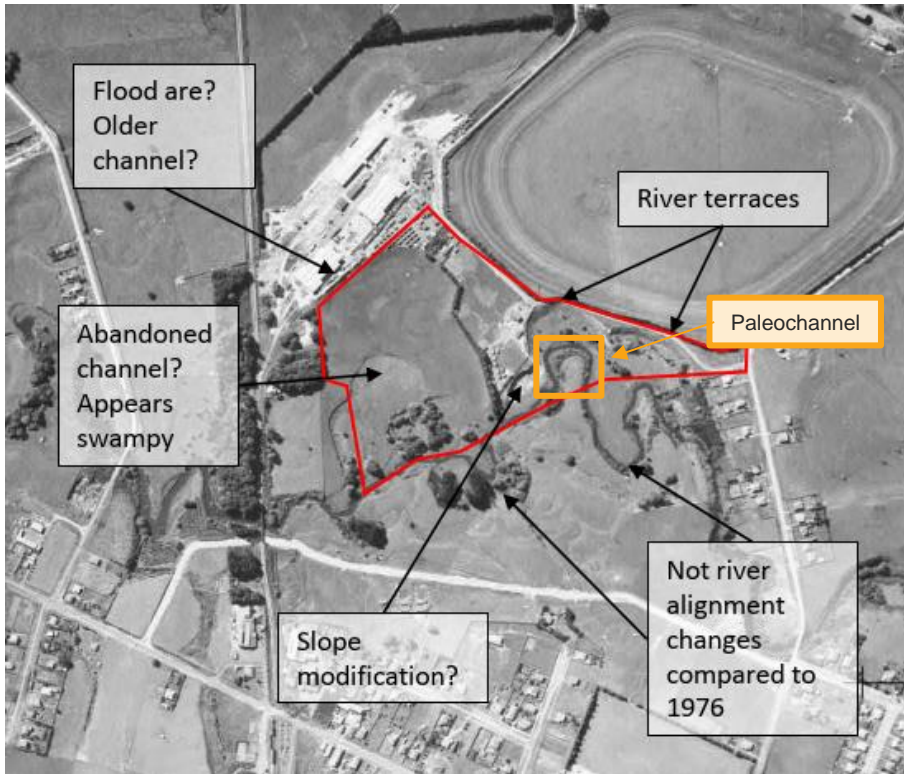 Flood are?
Older
channel?
River terraces
Paleochannel
Abandoned
channel?
Appears
swampy
Slope
modification?
Not river
alignment
changes
compared to
1976